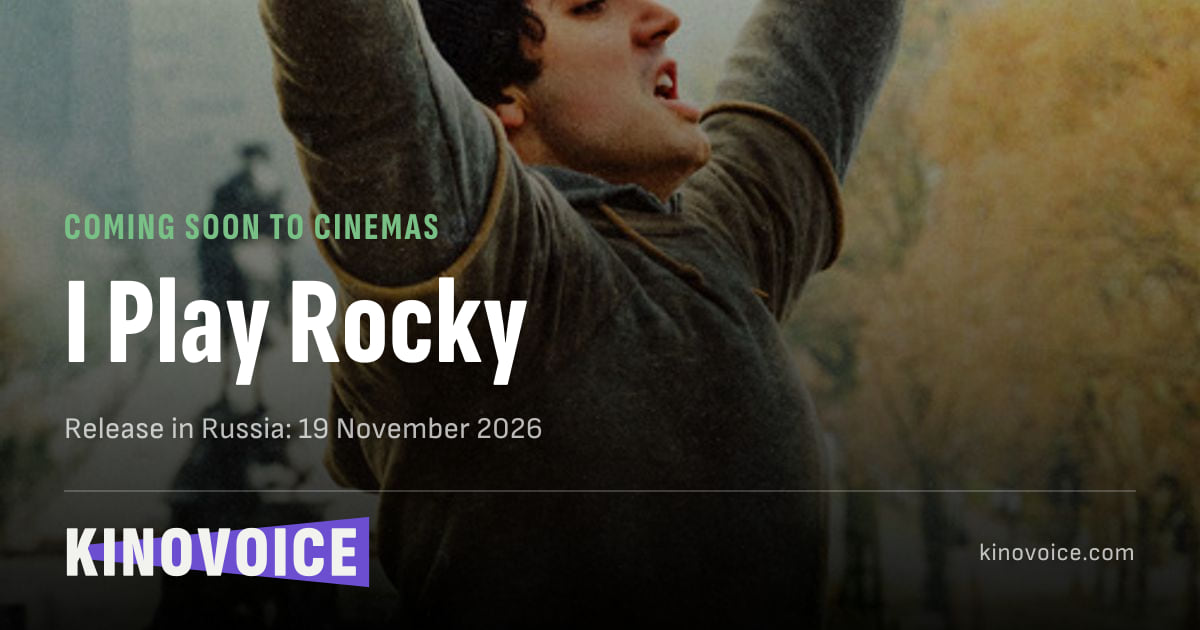 COMING SOON TO CINEMAS
I Play Rocky
Release in Russia: 19 November 2026
KINOVOICE
kinovoice.com